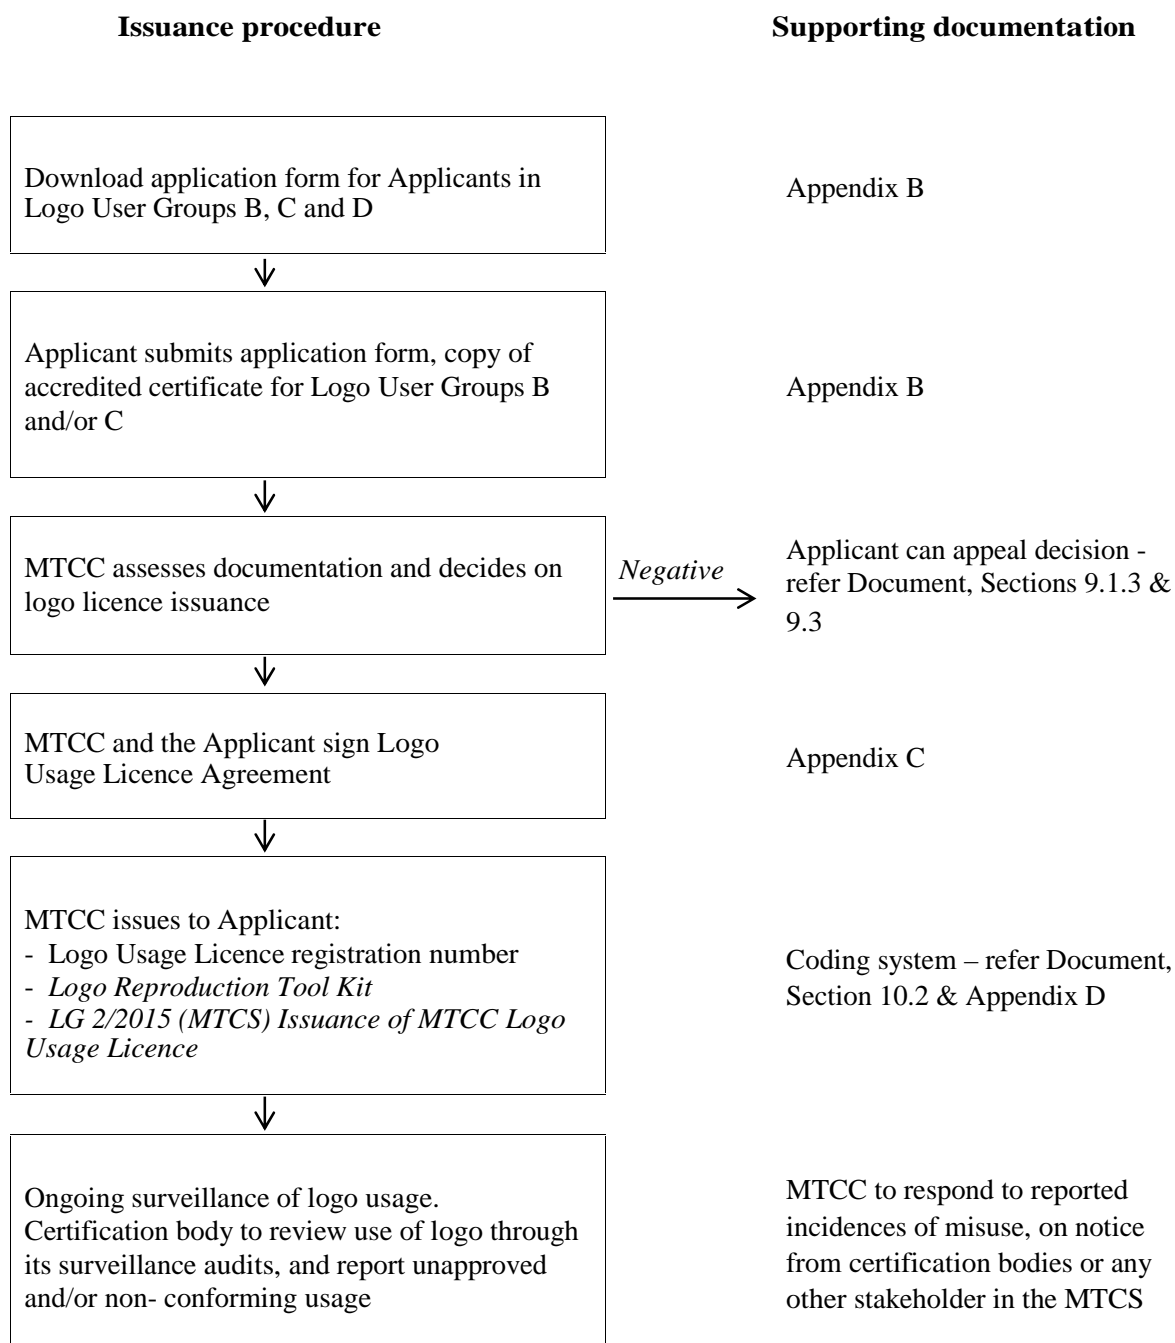 Issuance procedure
Supporting documentation
Download application form for Applicants in
Logo User Groups B, C and D
Appendix B
Applicant submits application form, copy of
accredited certificate for Logo User Groups B
and/or C
Appendix B
MTCC assesses documentation and decides on
logo licence issuance
Negative
Applicant can appeal decision -
refer Document, Sections 9.1.3 &
9.3
MTCC and the Applicant sign Logo
Usage Licence Agreement
Appendix C
MTCC issues to Applicant:
- Logo Usage Licence registration number
- Logo Reproduction Tool Kit
- LG 2/2015 (MTCS) Issuance of MTCC Logo
Usage Licence
Coding system – refer Document,
Section 10.2 & Appendix D
Ongoing surveillance of logo usage.
Certification body to review use of logo through
its surveillance audits, and report unapproved
and/or non- conforming usage
MTCC to respond to reported
incidences of misuse, on notice
from certification bodies or any
other stakeholder in the MTCS